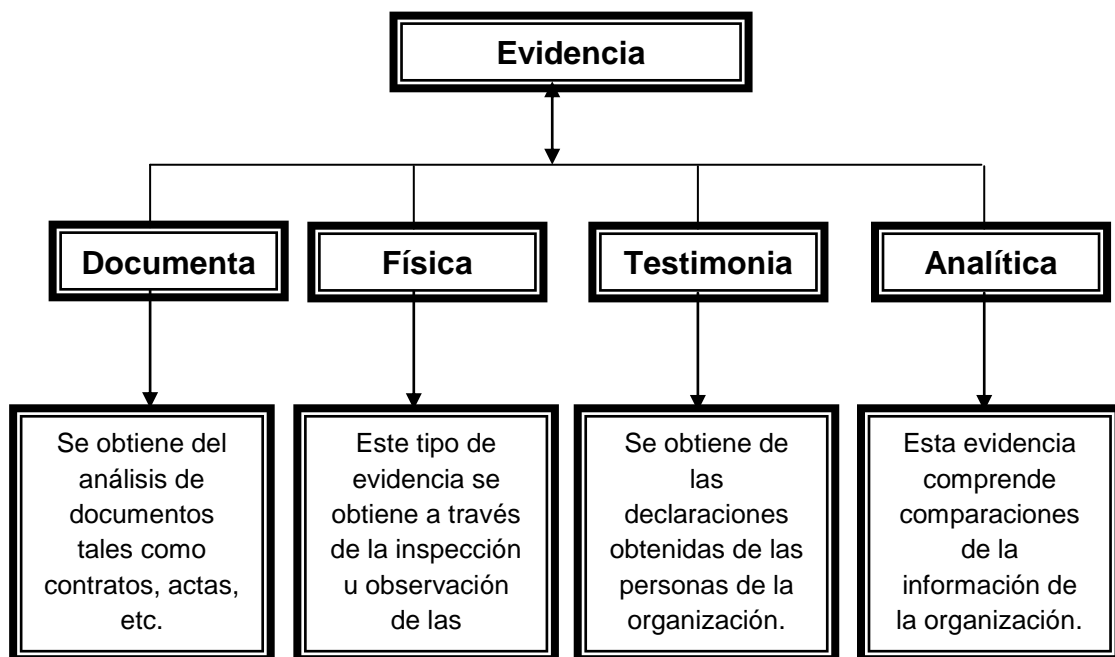 Evidencia
Documenta
Física
Testimonia
Analítica
Se obtiene del
análisis de
documentos
tales como
contratos, actas,
etc.
Este tipo de
evidencia se
obtiene a través
de la inspección
u observación
de las
Se obtiene de
las
declaraciones
obtenidas de las
personas de la
organización.
Esta evidencia
comprende
comparaciones
de la
información de
la organización.